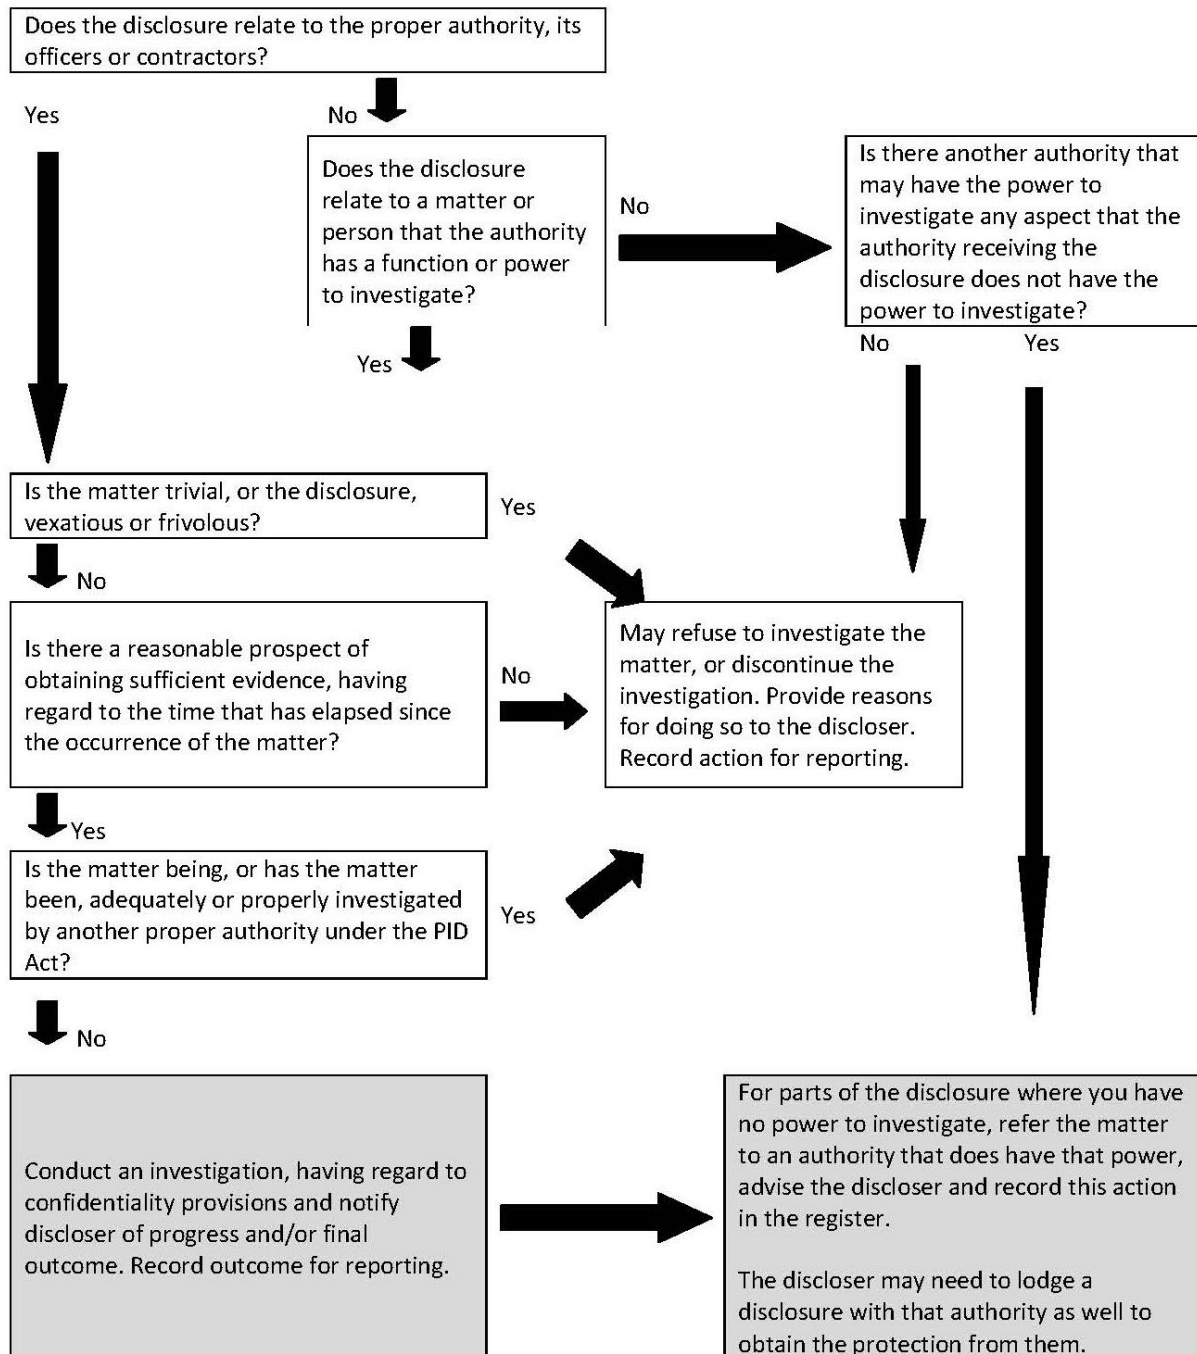 Does the disclosure relate to the proper authority, its
officers or contractors?
Yes
No
Does the disclosure
relate to a matter or
person that the authority
has a function or power
to investigate?
No
Is there another authority that
may have the power to
investigate any aspect that the
authority receiving the
disclosure does not have the
power to investigate?
Yes
No
Yes
Is the matter trivial, or the disclosure,
vexatious or frivolous?
Yes
No
Is there a reasonable prospect of
obtaining sufficient evidence, having
regard to the time that has elapsed since
the occurrence of the matter?
No
May refuse to investigate the
matter, or discontinue the
investigation. Provide reasons
for doing so to the discloser.
Record action for reporting.
Yes
Is the matter being, or has the matter
been, adequately or properly investigated
by another proper authority under the PID
Act?
Yes
No
Conduct an investigation, having regard to
confidentiality provisions and notify
discloser of progress and/or final
outcome. Record outcome for reporting.
For parts of the disclosure where you have
no power to investigate, refer the matter
to an authority that does have that power,
advise the discloser and record this action
in the register.
The discloser may need to lodge a
disclosure with that authority as well to
obtain the protection from them.